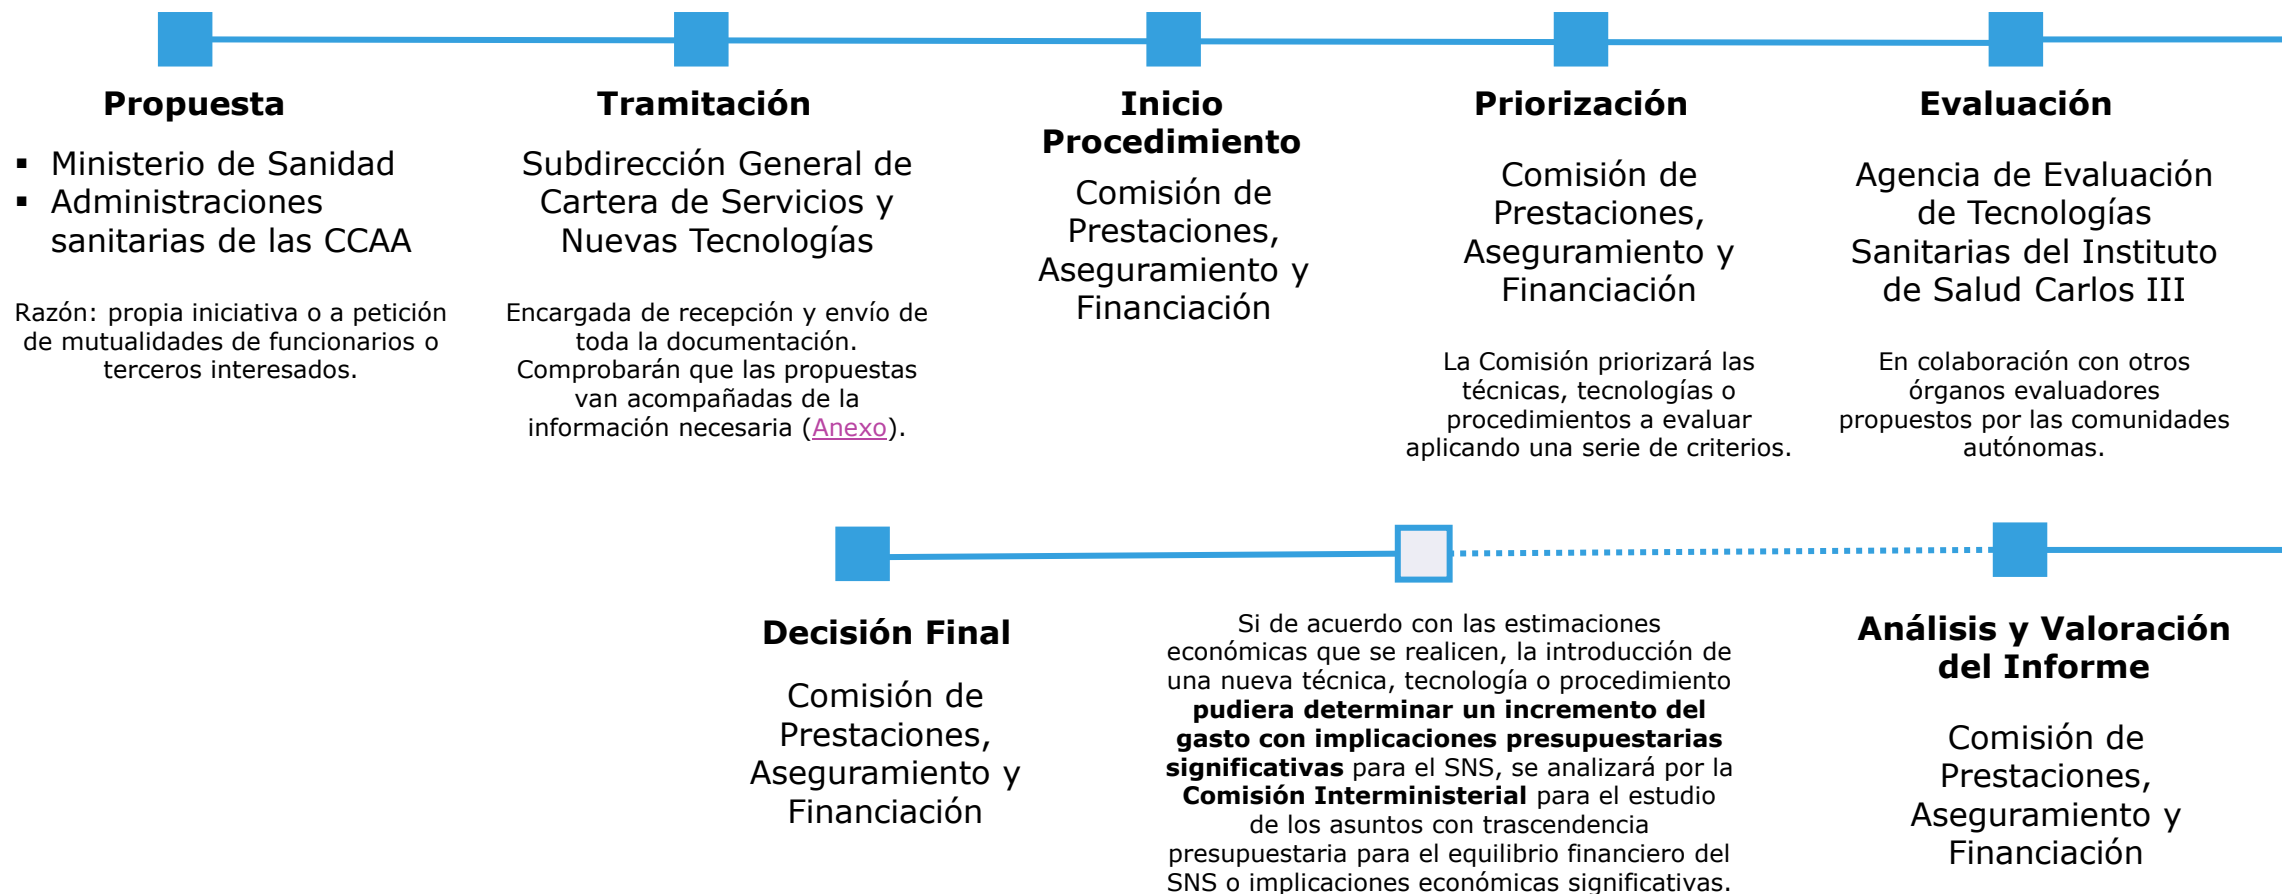 Propuesta
▪ Ministerio de Sanidad
▪ Administraciones
sanitarias de las CCAA
Razón: propia iniciativa o a petición
de mutualidades de funcionarios o
terceros interesados.
Tramitación
Subdirección General de
Cartera de Servicios y
Nuevas Tecnologías
Encargada de recepción y envío de
toda la documentación.
Comprobarán que las propuestas
van acompañadas de la
información necesaria (Anexo).
Inicio
Procedimiento
Comisión de
Prestaciones,
Aseguramiento y
Financiación
Priorización
Comisión de
Prestaciones,
Aseguramiento y
Financiación
La Comisión priorizará las
técnicas, tecnologías o
procedimientos a evaluar
aplicando una serie de criterios.
Evaluación
Agencia de Evaluación
de Tecnologías
Sanitarias del Instituto
de Salud Carlos III
En colaboración con otros
órganos evaluadores
propuestos por las comunidades
autónomas.
Decisión Final
Comisión de
Prestaciones,
Aseguramiento y
Financiación
Si de acuerdo con las estimaciones
económicas que se realicen, la introducción de
una nueva técnica, tecnología o procedimiento
pudiera determinar un incremento del
gasto con implicaciones presupuestarias
significativas para el SNS, se analizará por la
Comisión Interministerial para el estudio
de los asuntos con trascendencia
presupuestaria para el equilibrio financiero del
SNS o implicaciones económicas significativas.
Análisis y Valoración
del Informe
Comisión de
Prestaciones,
Aseguramiento y
Financiación